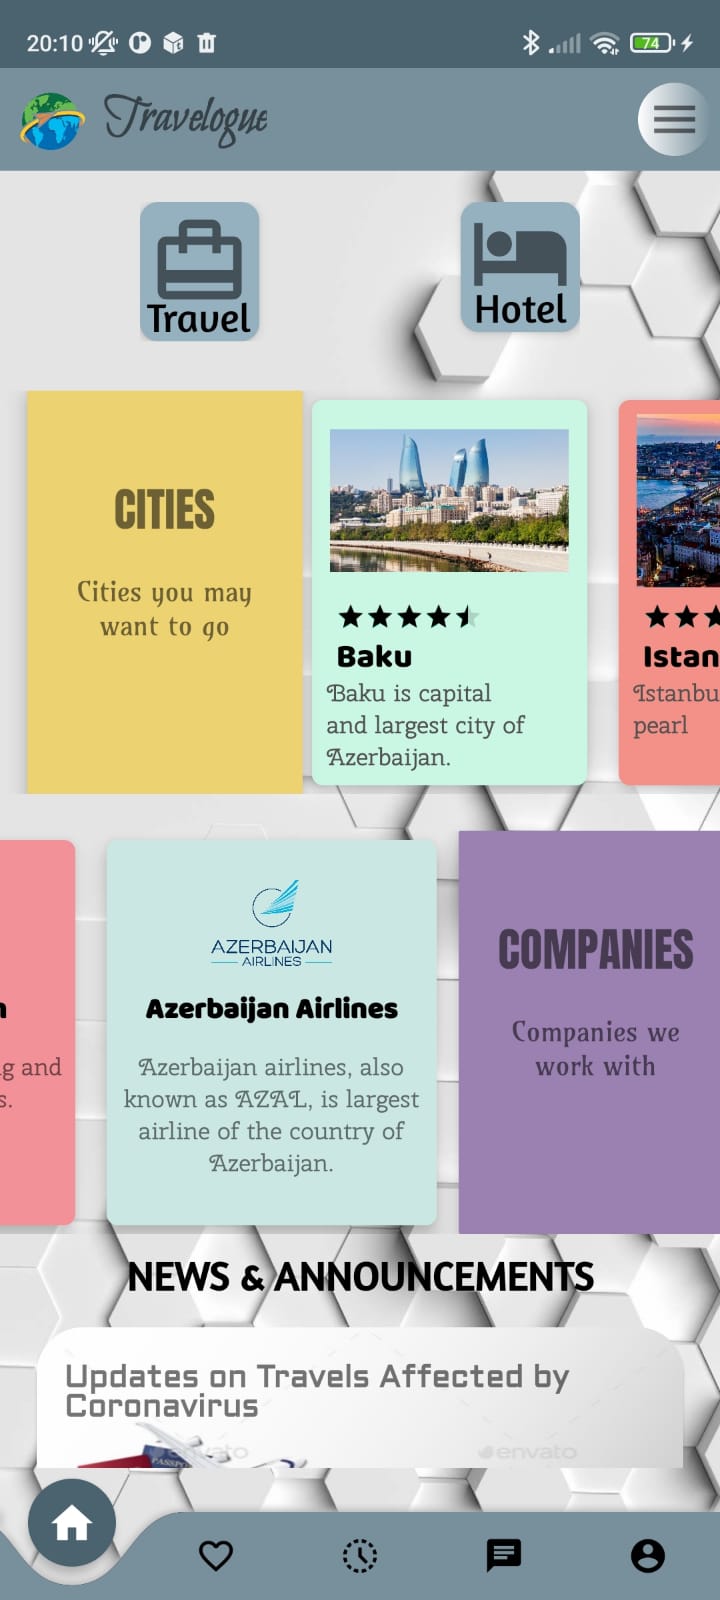 20:10
74
Travelogue
Travel
Hotel
CITIES
Cities you may
want to go
Baku
Baku is capital
and largest city of
Azerbaijan.
Istan
Istanbu
pearl
g and
s.
AZERBAIJAN
AIRLINES
Azerbaijan Airlines
Azerbaijan airlines, also
known as AZAL, is largest
airline of the country of
Azerbaijan.
COMPANIES
Companies we
work with
NEWS & ANNOUNCEMENTS
Updates on Travels Affected by
Coronavirus
PASSPO
envato
envato